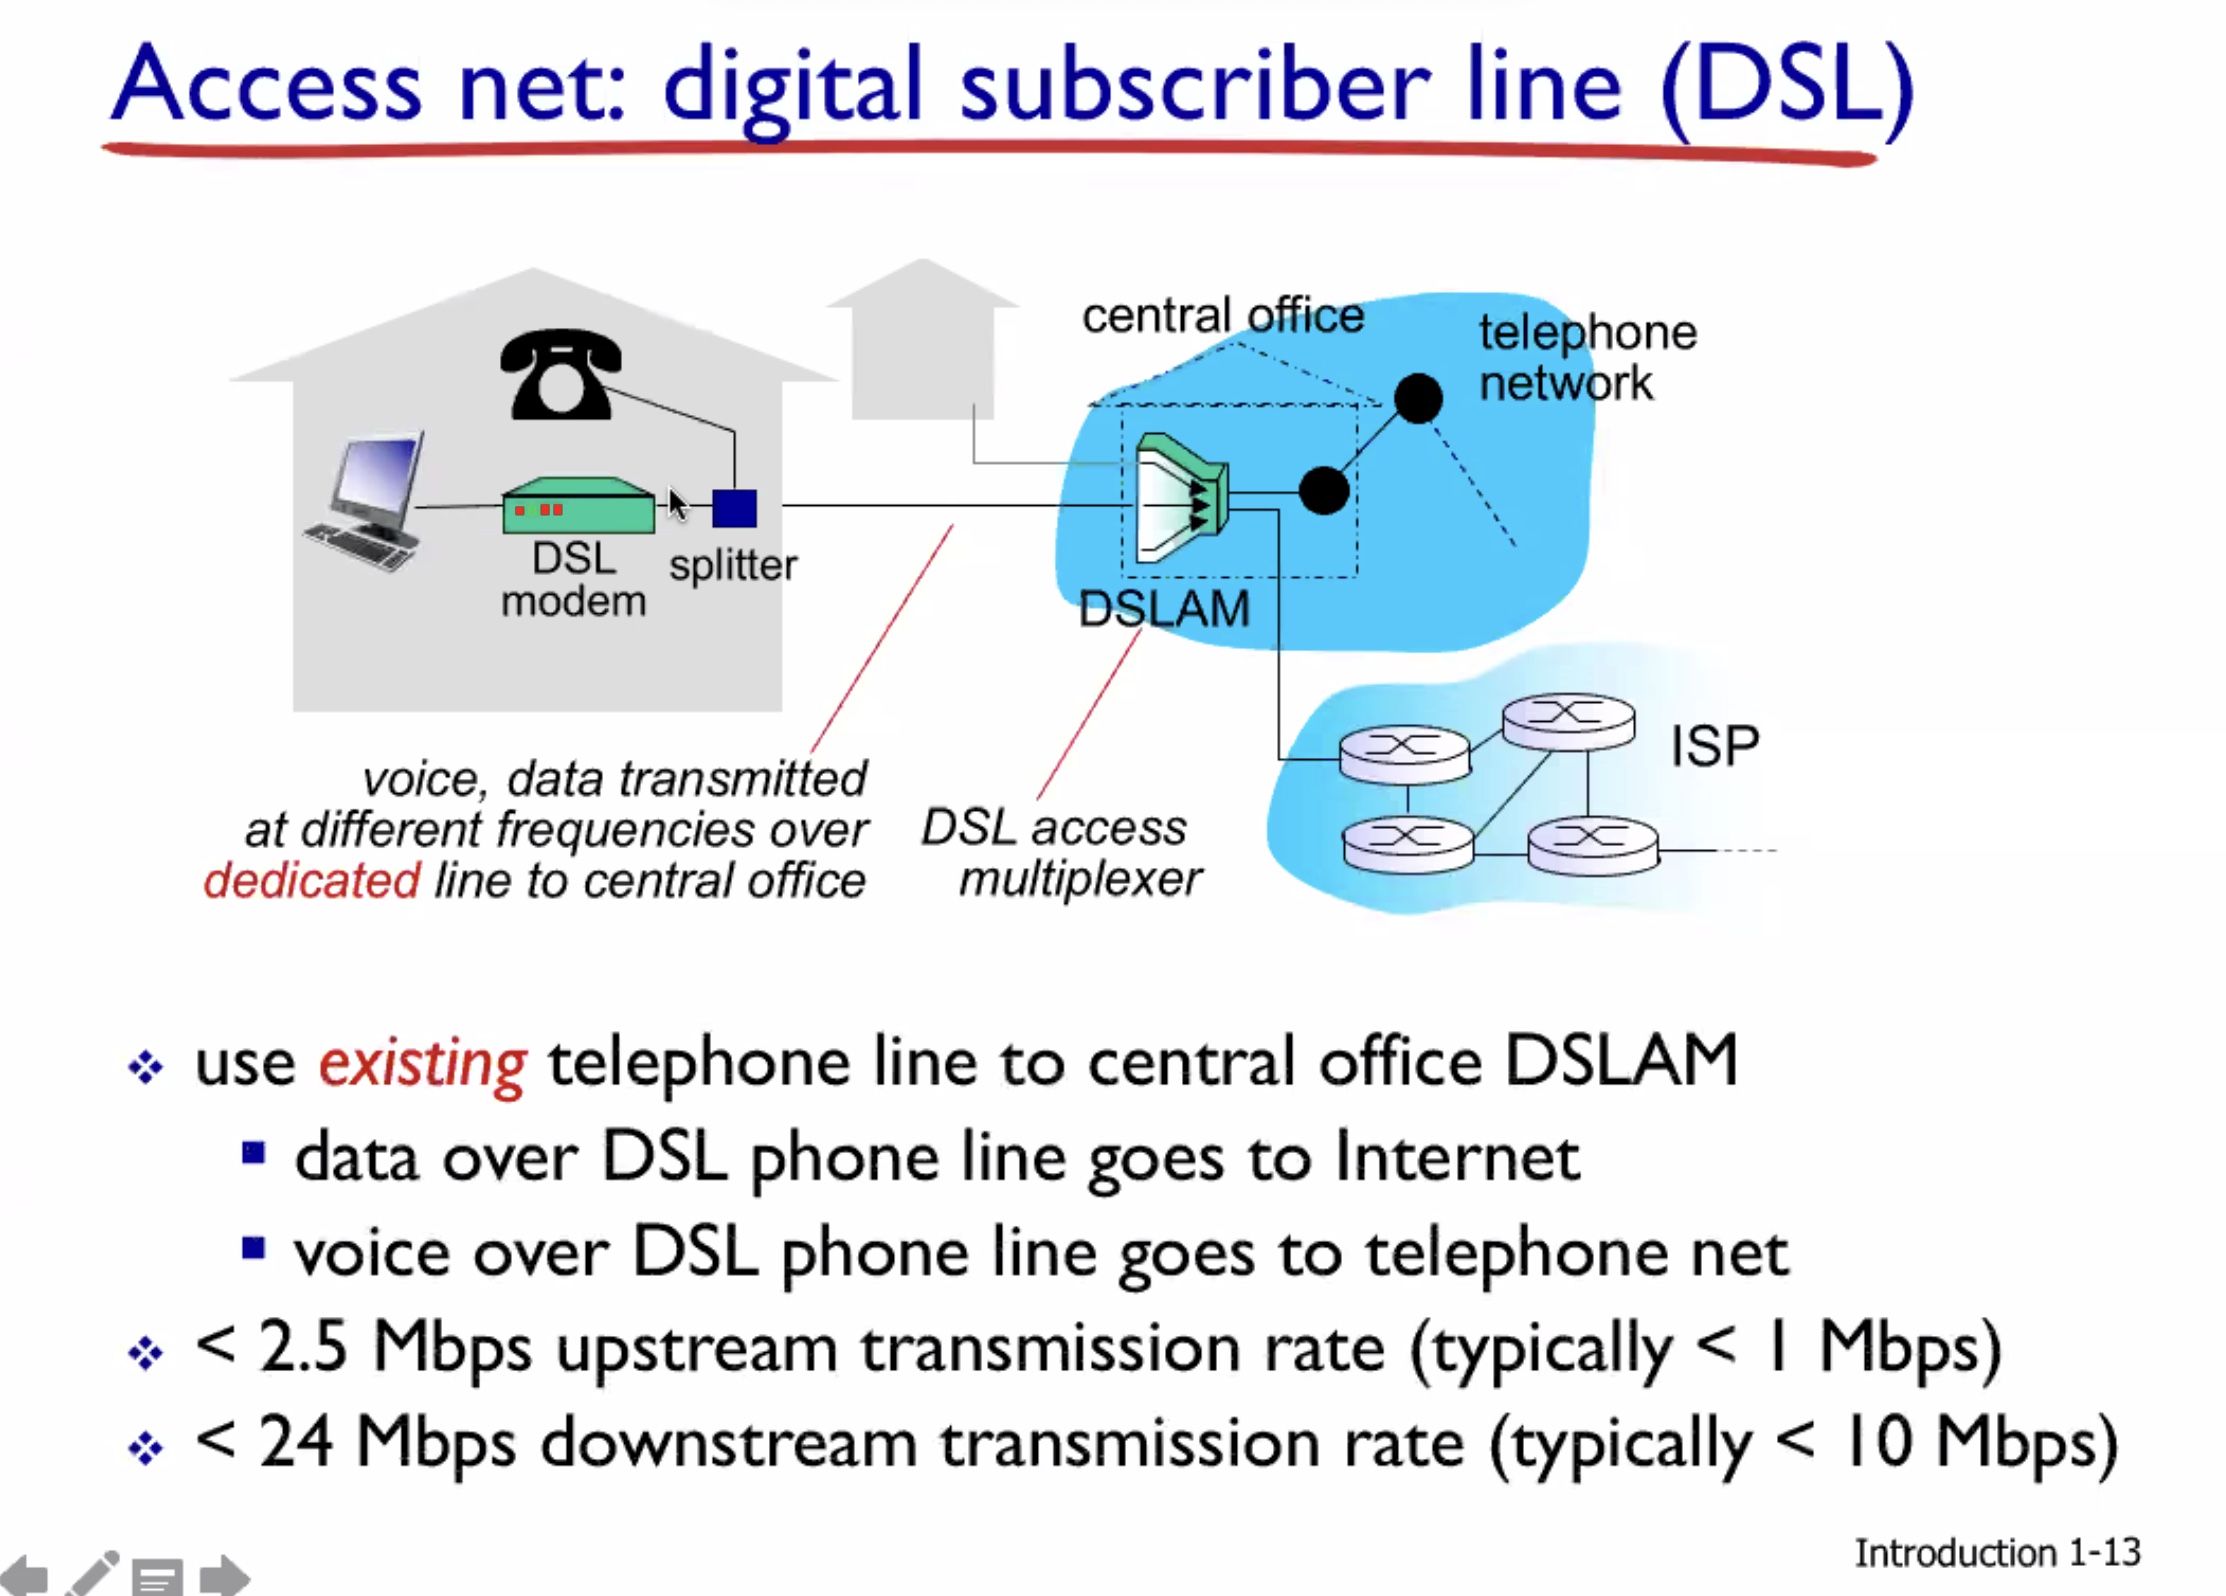 Access net: digital subscriber line (DSL)
central office
telephone
network
DSL
modem
splitter
DSLAM
ISP
voice, data transmitted
at different frequencies over
dedicated line to central office
DSL access
multiplexer
use existing telephone line to central office DSLAM
data over DSL phone line goes to Internet
voice over DSL phone line goes to telephone net
< 2.5 Mbps upstream transmission rate (typically < 1 Mbps)
< 24 Mbps downstream transmission rate (typically < 10 Mbps)
Introduction 1-13